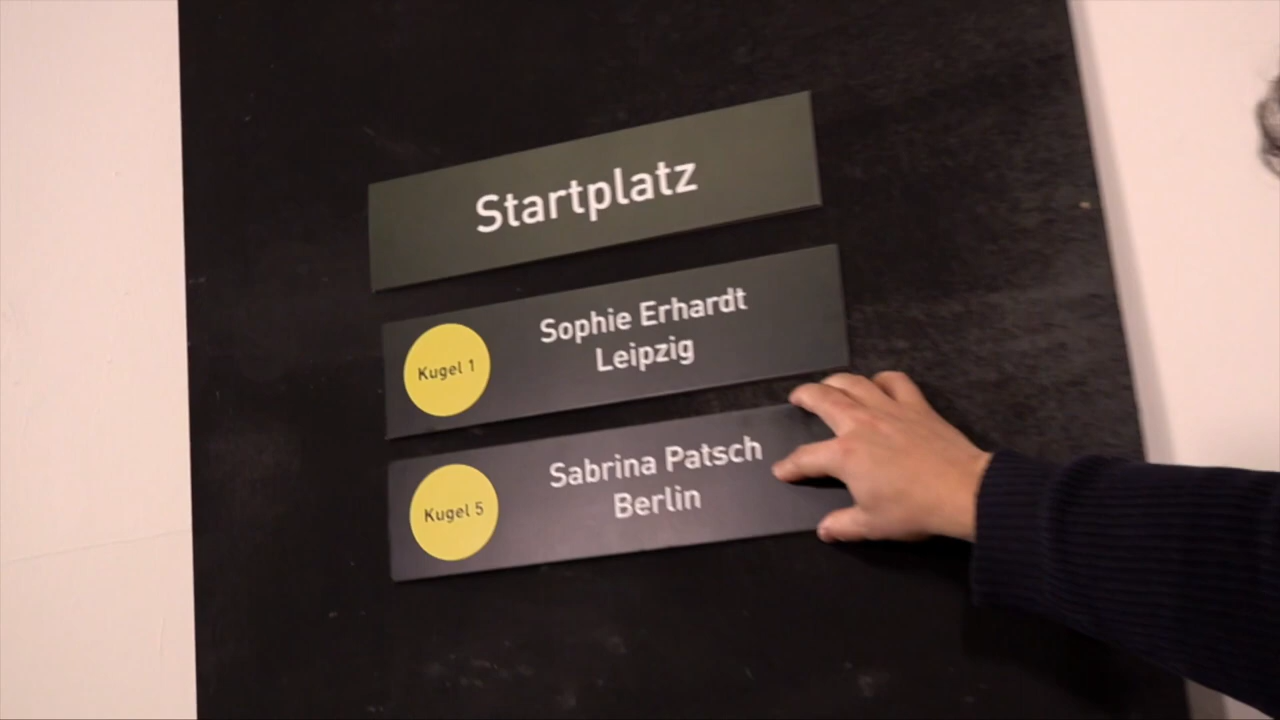 Startplatz
Kugel 1
Sophie Erhardt
Leipzig
Kugel 5
Sabrina Patsch
Berlin